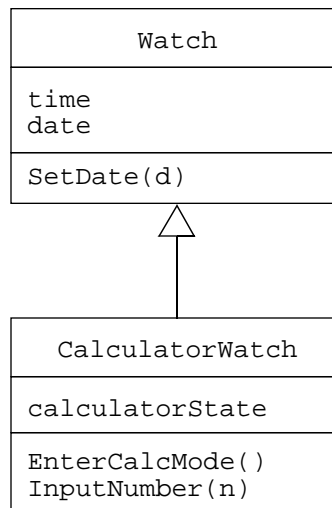 Watch
time
date
SetDate(d)
CalculatorWatch
calculatorState
EnterCalcMode()
InputNumber(n)